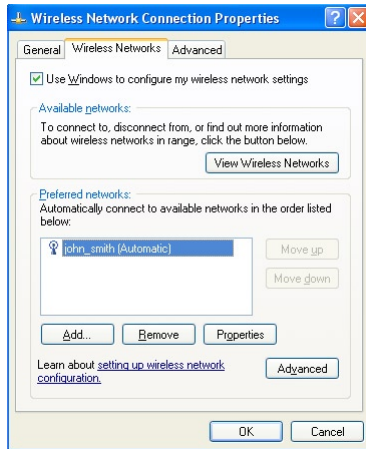 Wireless Network Connection Properties
General Wireless Networks Advanced
Use Windows to configure my wireless network settings
Available networks:
To connect to, disconnect from, or find out more information
about wireless networks in range, click the button below.
View Wireless Networks
Preferred networks:
Automatically connect to available networks in the order listed
below:
john_smith (Automatic)
Move up
Move down
Add... Remove Properties
Learn about setting up wireless network
configuration.
Advanced
OK Cancel